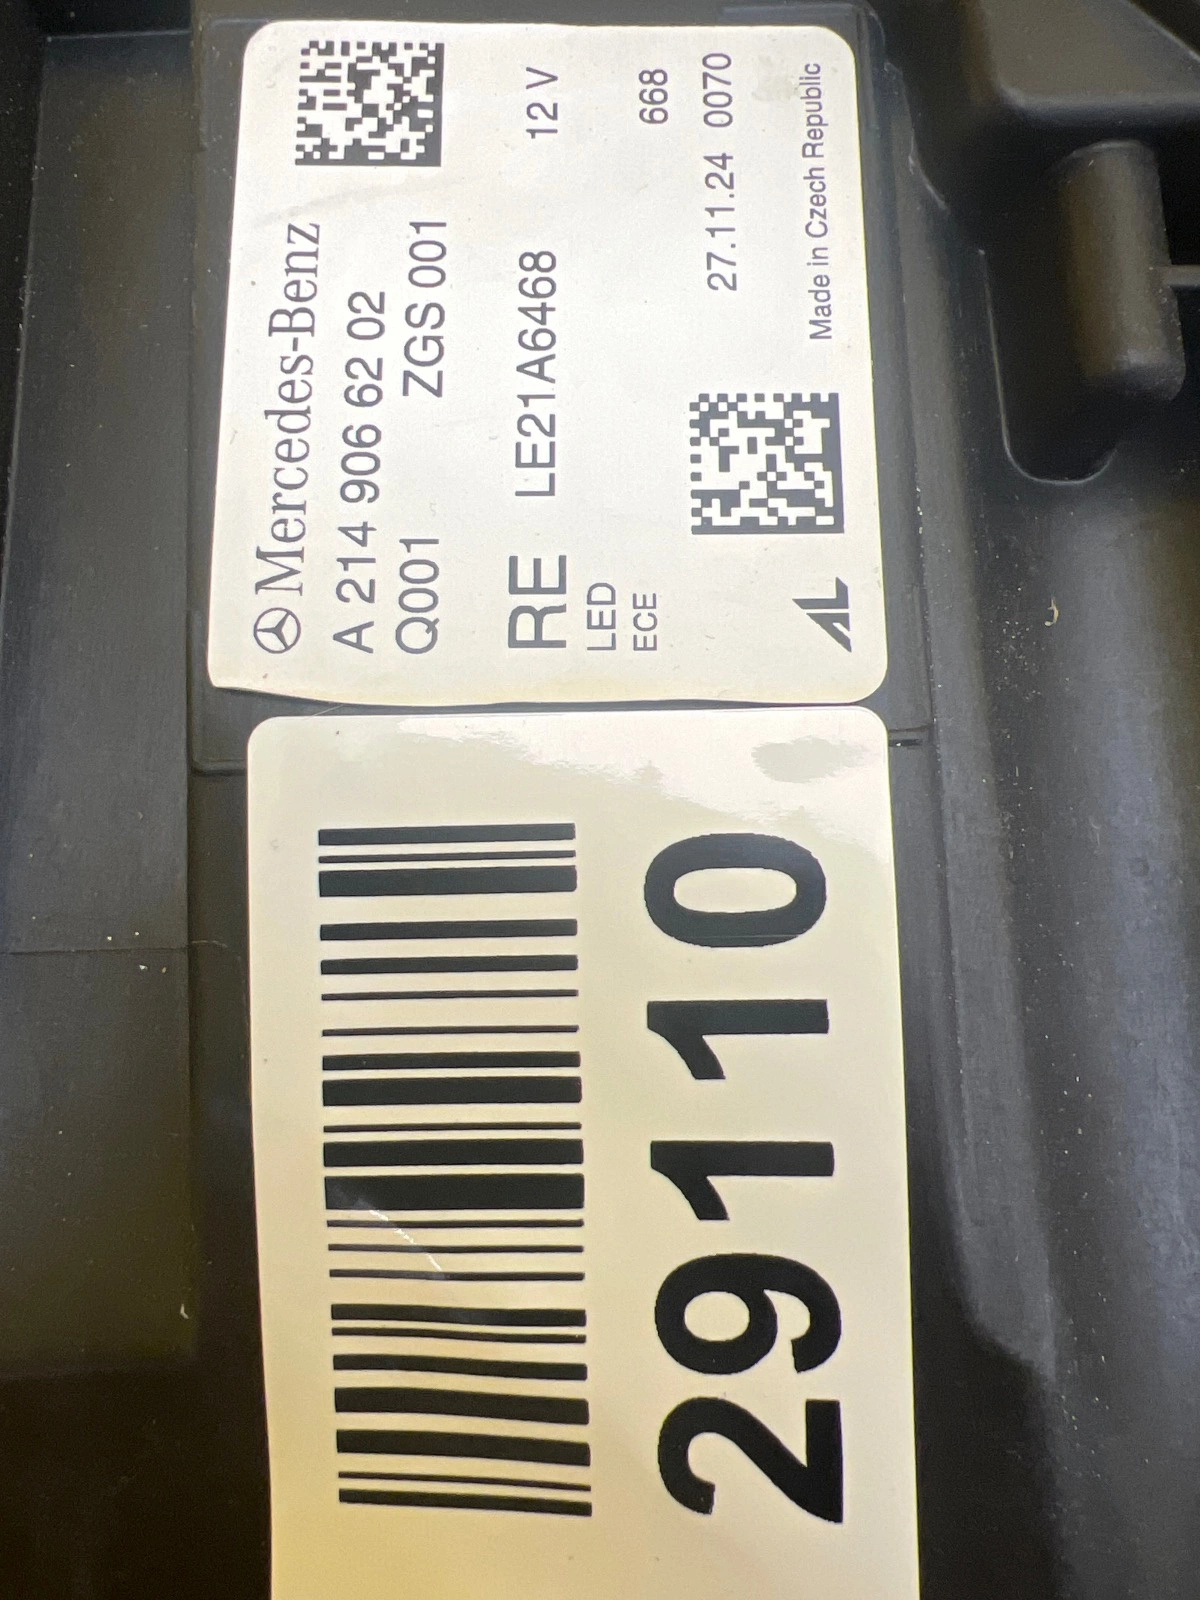 Mercedes-Benz
A 214 906 62 02
Q001 ZGS 001
RE LE21A6468 12 V
LED
ECE 668
27.11.24 0070
Made in Czech Republic
AL
29110